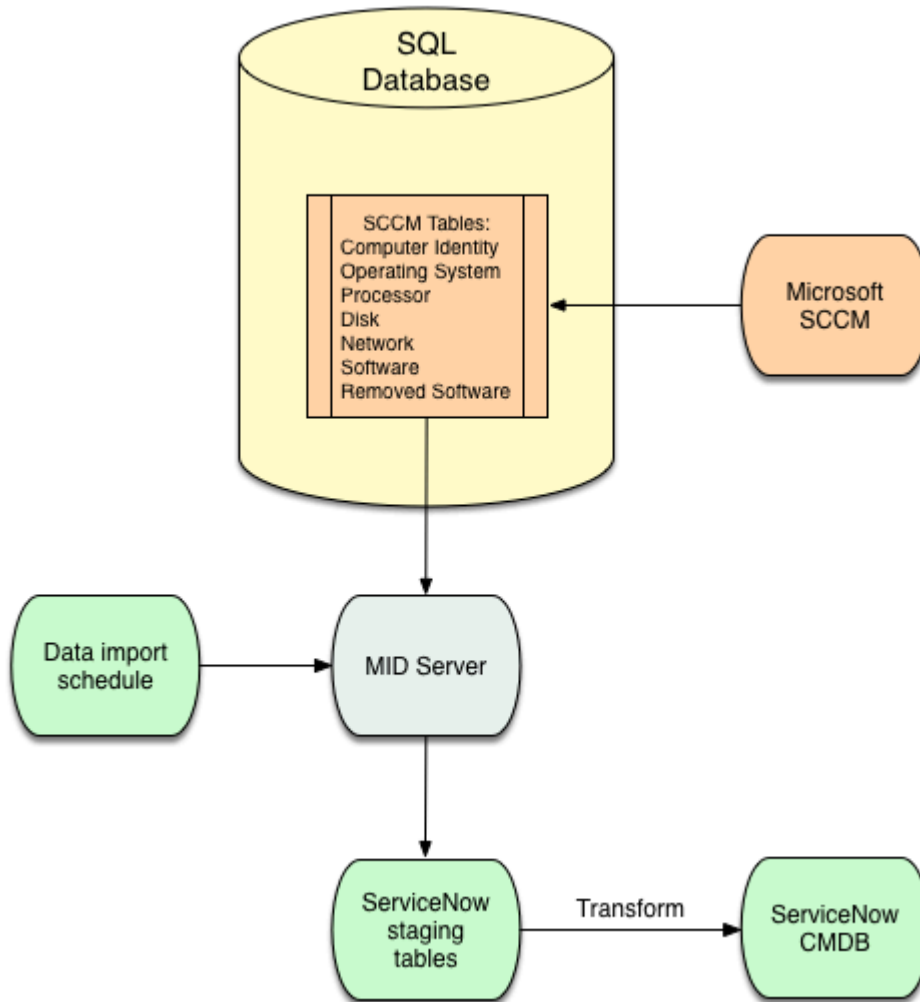 SQL
Database
SCCM Tables:
Computer Identity
Operating System
Processor
Disk
Network
Software
Removed Software
Microsoft
SCCM
Data import
schedule
MID Server
ServiceNow
staging
tables
Transform
ServiceNow
CMDB